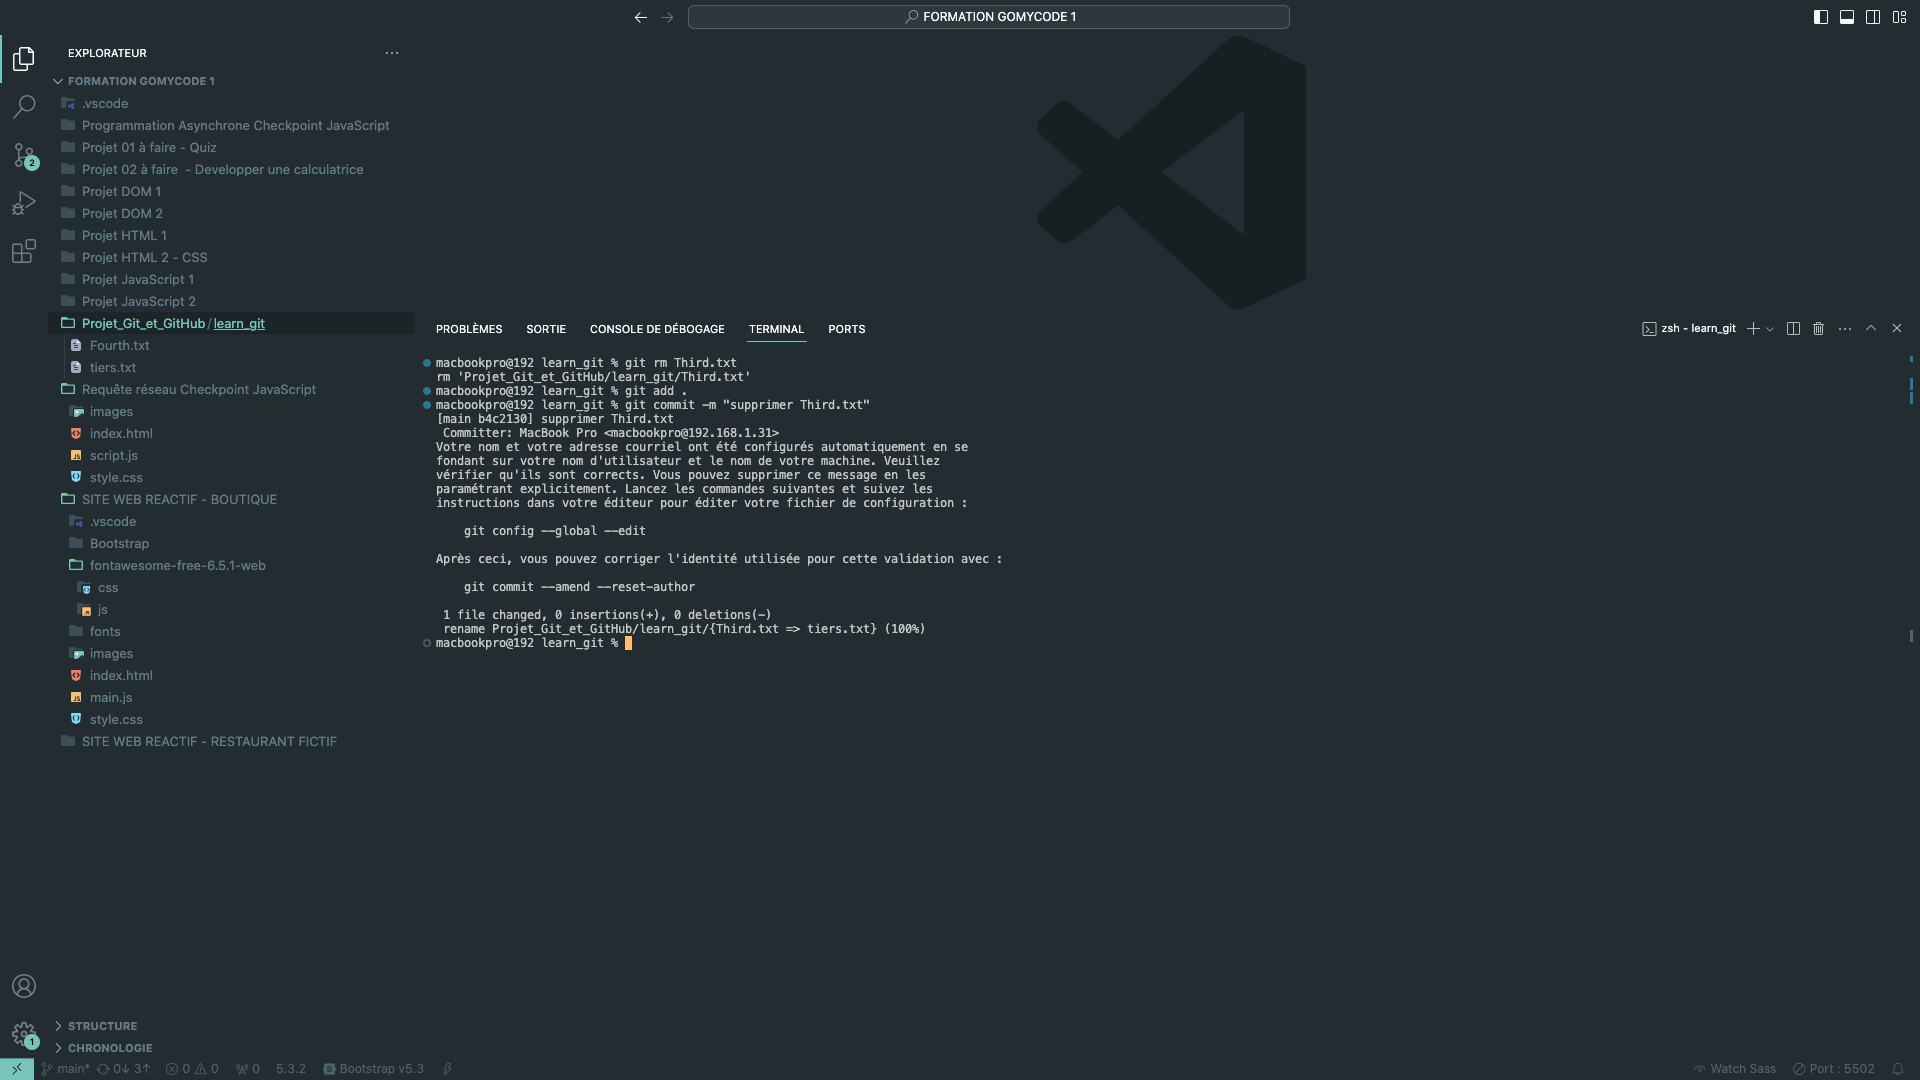 FORMATION GOMYCODE 1
EXPLORATEUR
FORMATION GOMYCODE 1
.vscode
Programmation Asynchrone Checkpoint JavaScript
Projet 01 à faire - Quiz
Projet 02 à faire  - Developper une calculatrice
Projet DOM 1
Projet DOM 2
Projet HTML 1
Projet HTML 2 - CSS
Projet JavaScript 1
Projet JavaScript 2
Projet_Git_et_GitHub / learn_git
Fourth.txt
tiers.txt
Requête réseau Checkpoint JavaScript
images
index.html
script.js
style.css
SITE WEB REACTIF - BOUTIQUE
.vscode
Bootstrap
fontawesome-free-6.5.1-web
css
js
fonts
images
index.html
main.js
style.css
SITE WEB REACTIF - RESTAURANT FICTIF
STRUCTURE
CHRONOLOGIE
2
1
PROBLÈMES SORTIE CONSOLE DE DÉBOGAGE TERMINAL PORTS
zsh - learn_git
macbookpro@192 learn_git % git rm Third.txt
rm 'Projet_Git_et_GitHub/learn_git/Third.txt'
macbookpro@192 learn_git % git add .
macbookpro@192 learn_git % git commit -m "supprimer Third.txt"
[main b4c2130] supprimer Third.txt
Committer: MacBook Pro <macbookpro@192.168.1.31>
Votre nom et votre adresse courriel ont été configurés automatiquement en se
fondant sur votre nom d'utilisateur et le nom de votre machine. Veuillez
vérifier qu'ils sont corrects. Vous pouvez supprimer ce message en les
paramétrant explicitement. Lancez les commandes suivantes et suivez les
instructions dans votre éditeur pour éditer votre fichier de configuration :
git config --global --edit
Après ceci, vous pouvez corriger l'identité utilisée pour cette validation avec :
git commit --amend --reset-author
1 file changed, 0 insertions(+), 0 deletions(-)
rename Projet_Git_et_GitHub/learn_git/{Third.txt => tiers.txt} (100%)
macbookpro@192 learn_git %
main* 0↓ 3↑ 0 0 0 5.3.2 Bootstrap v5.3 Watch Sass Port : 5502